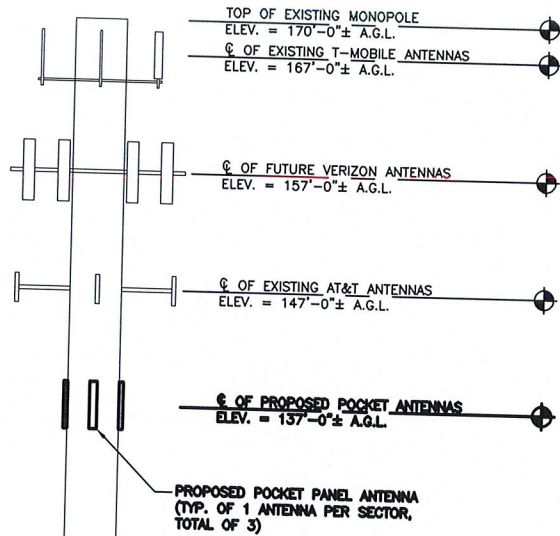 TOP OF EXISTING MONOPOLE
ELEV. = 170'-0"± A.G.L.
℄ OF EXISTING T-MOBILE ANTENNAS
ELEV. = 167'-0"± A.G.L.
℄ OF FUTURE VERIZON ANTENNAS
ELEV. = 157'-0"± A.G.L.
℄ OF EXISTING AT&T ANTENNAS
ELEV. = 147'-0"± A.G.L.
℄ OF PROPOSED POCKET ANTENNAS
ELEV. = 137'-0"± A.G.L.
PROPOSED POCKET PANEL ANTENNA
(TYP. OF 1 ANTENNA PER SECTOR,
TOTAL OF 3)